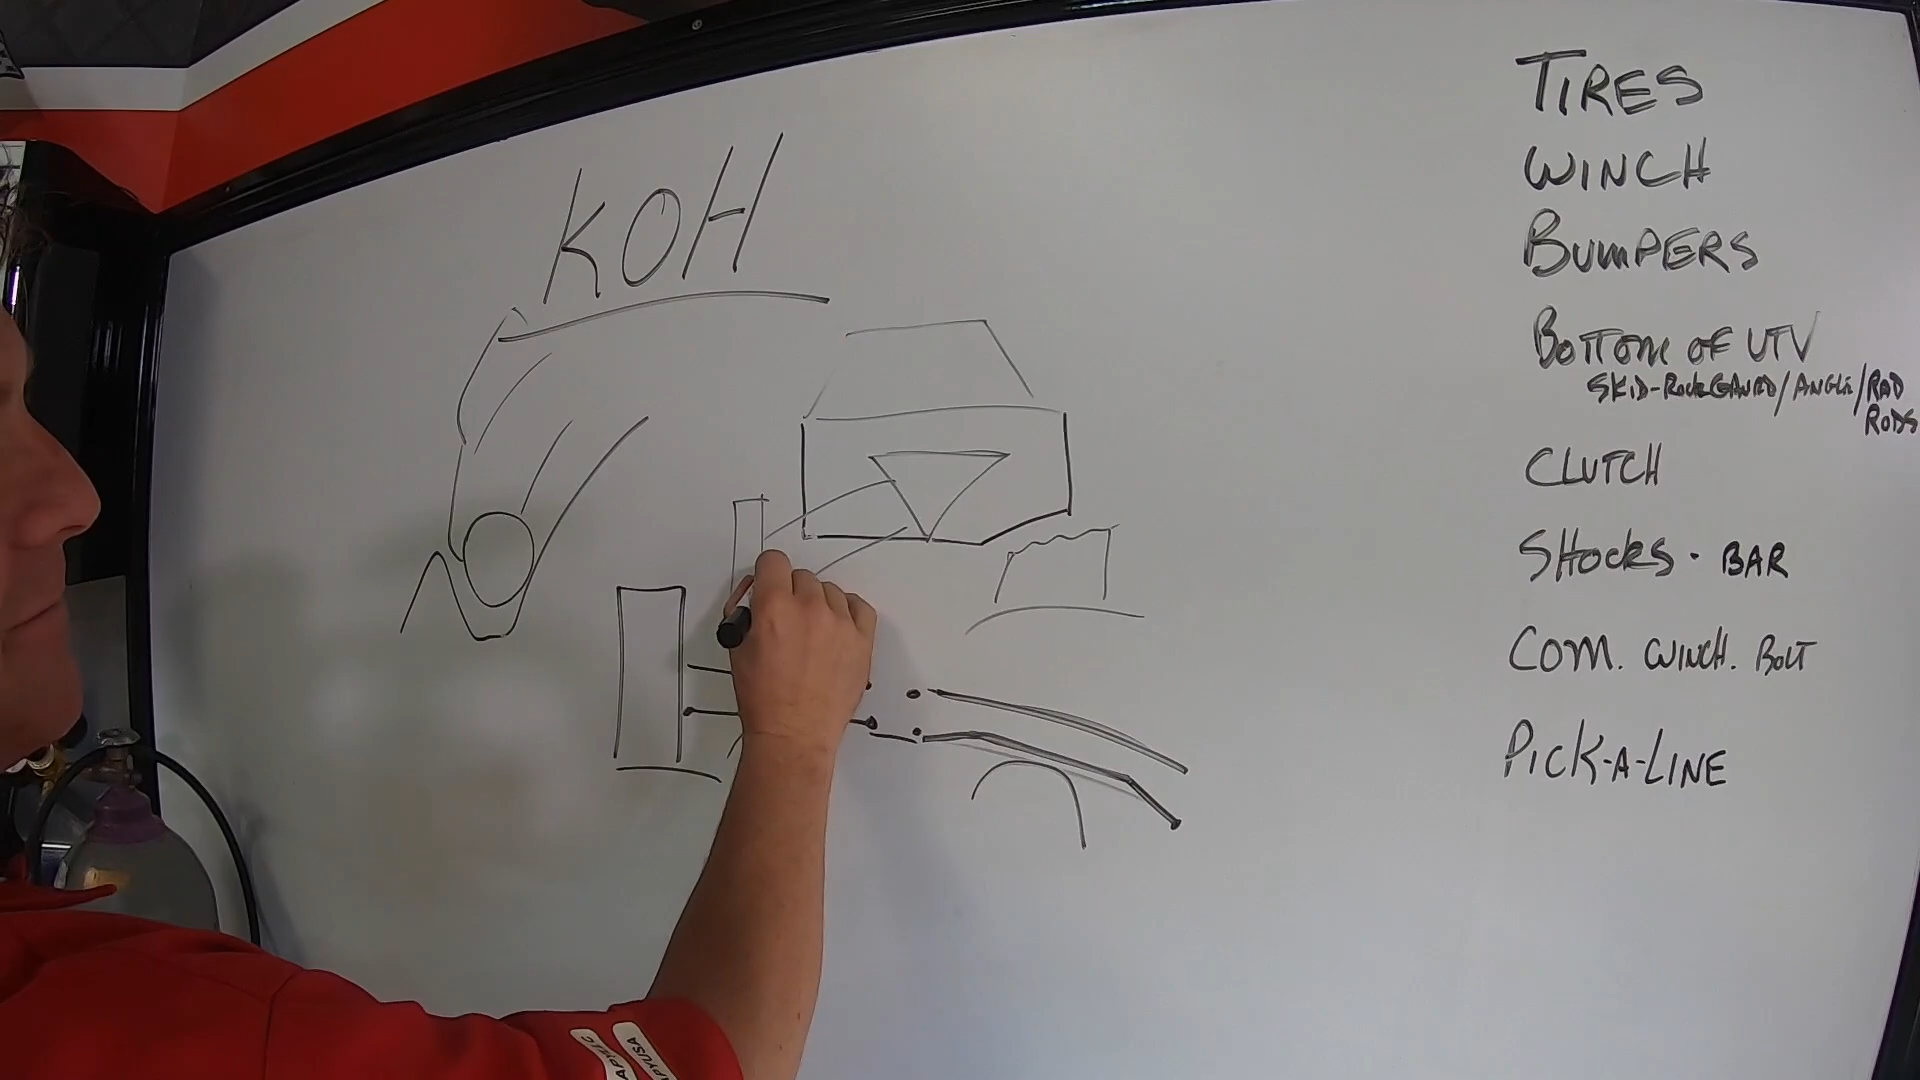 KOH
TIRES
WINCH
BUMPERS
BOTTOM OF UTV
SKID-ROCKGAURD/ANGLE/RAD
RODS
CLUTCH
SHOCKS · BAR
COM. WINCH. BOLT
PICK-A-LINE